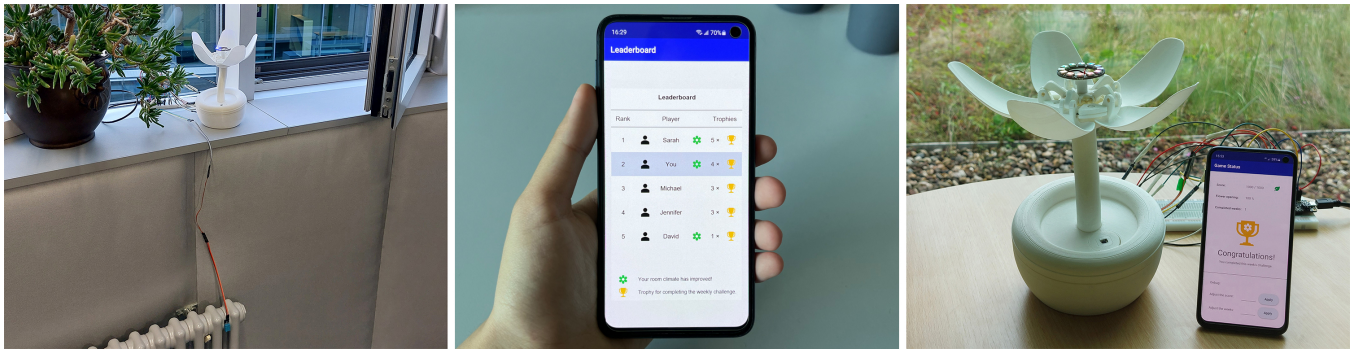 16:29 70%
Leaderboard
Leaderboard
Rank Player Trophies
1 Sarah 5 ×
2 You 4 ×
3 Michael 3 ×
4 Jennifer 3 ×
5 David 1 ×
Your room climate has improved!
Trophy for completing the weekly challenge.
Game Status
Congratulations!
Apply
Apply